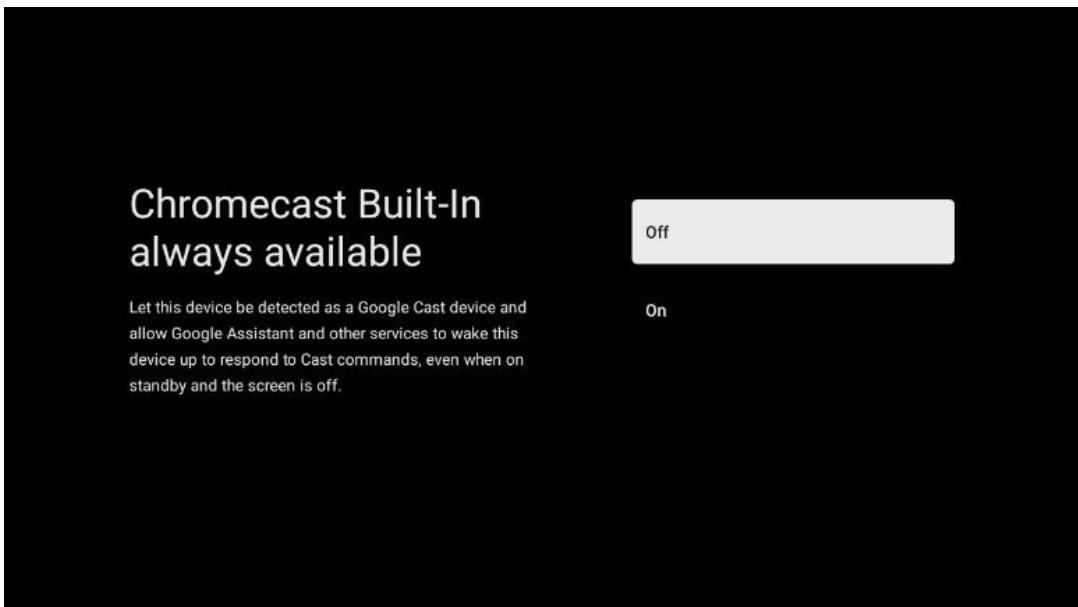 Chromecast Built-In
always available
Let this device be detected as a Google Cast device and
allow Google Assistant and other services to wake this
device up to respond to Cast commands, even when on
standby and the screen is off.
Off
On